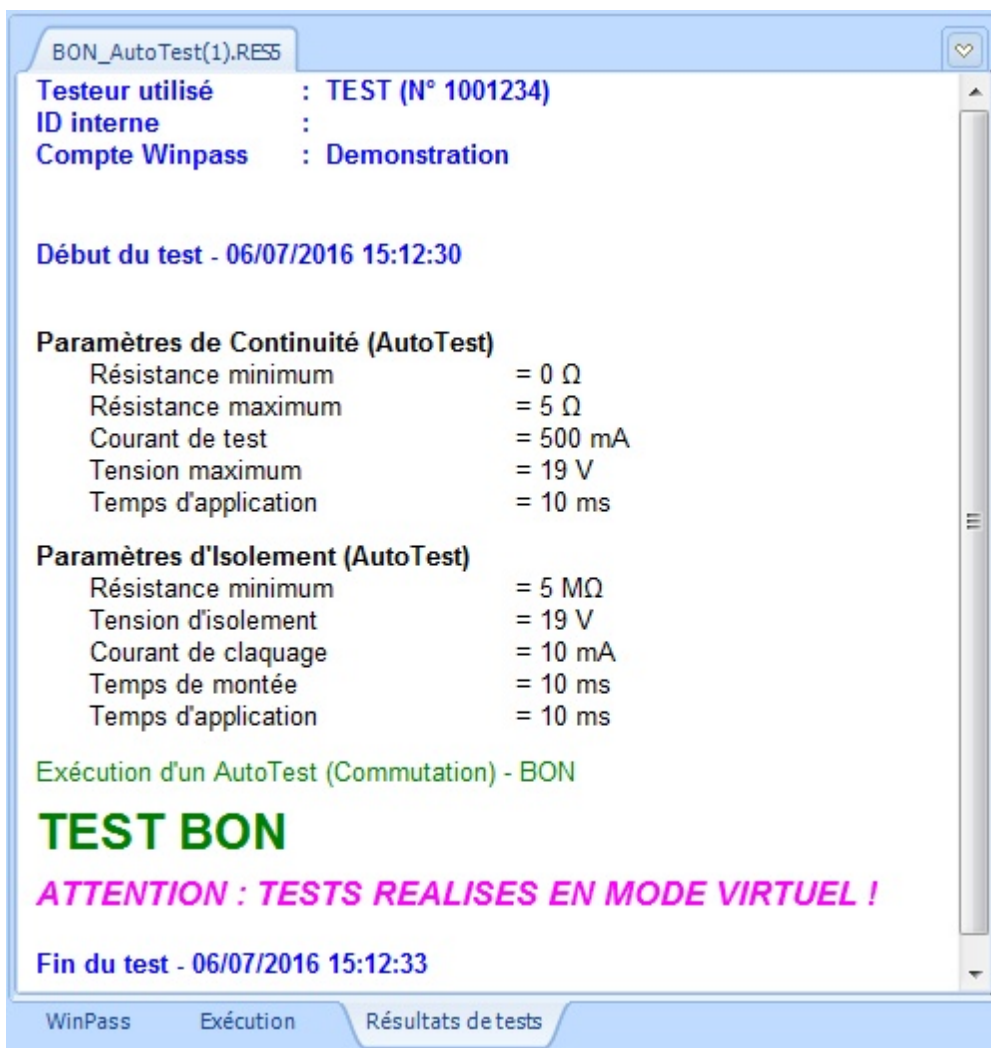 BON_AutoTest(1).RES5
Testeur utilisé : TEST (N° 1001234)
ID interne :
Compte Winpass : Demonstration
Début du test - 06/07/2016 15:12:30
Paramètres de Continuité (AutoTest)
Résistance minimum = 0 Ω
Résistance maximum = 5 Ω
Courant de test = 500 mA
Tension maximum = 19 V
Temps d'application = 10 ms
Paramètres d'Isolement (AutoTest)
Résistance minimum = 5 MΩ
Tension d'isolement = 19 V
Courant de claquage = 10 mA
Temps de montée = 10 ms
Temps d'application = 10 ms
Exécution d'un AutoTest (Commutation) - BON
TEST BON
ATTENTION : TESTS REALISES EN MODE VIRTUEL !
Fin du test - 06/07/2016 15:12:33
WinPass Exécution Résultats de tests